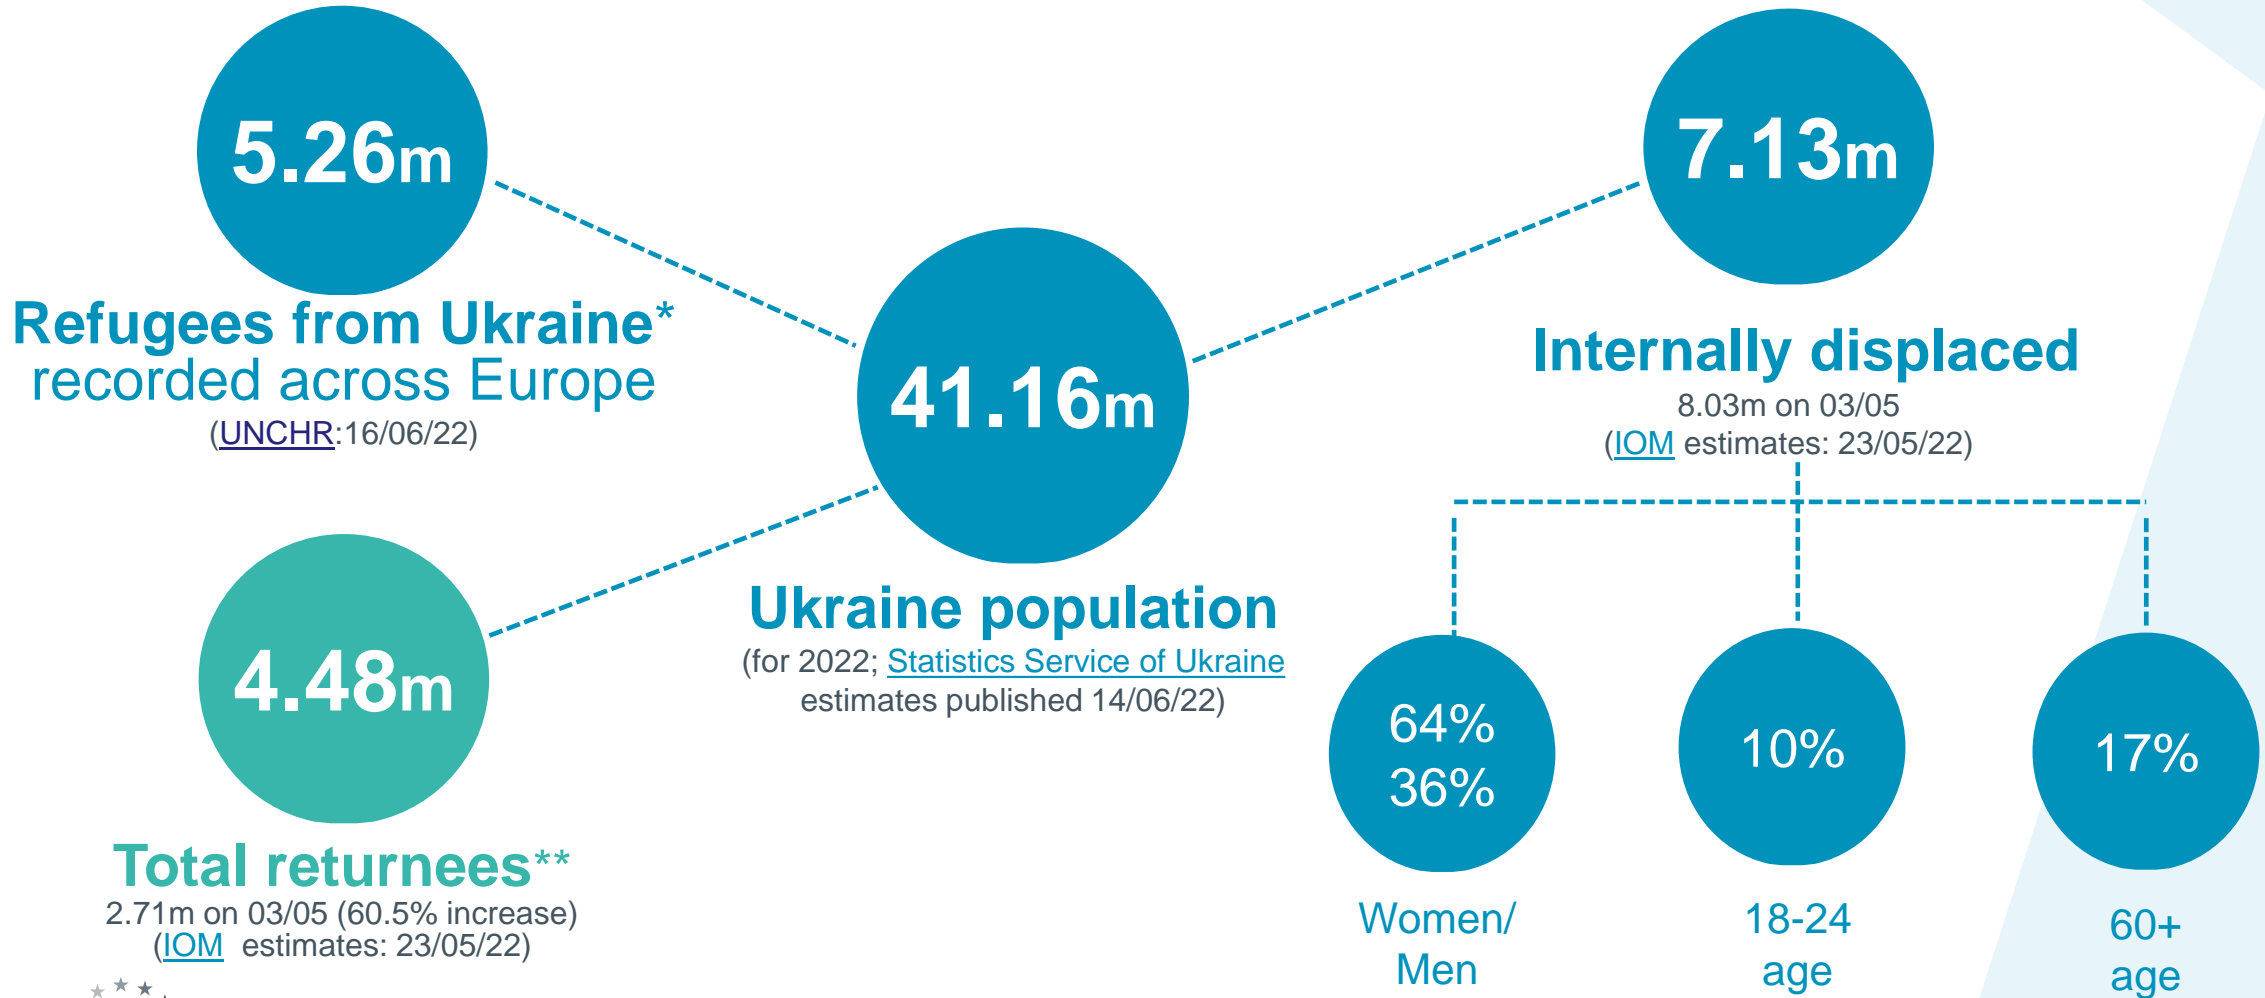 5.26m
Refugees from Ukraine*
recorded across Europe
(UNCHR:16/06/22)
4.48m
Total returnees**
2.71m on 03/05 (60.5% increase)
(IOM estimates: 23/05/22)
41.16m
Ukraine population
(for 2022; Statistics Service of Ukraine
estimates published 14/06/22)
7.13m
Internally displaced
8.03m on 03/05
(IOM estimates: 23/05/22)
64%
36%
Women/
Men
10%
18-24
age
17%
60+
age